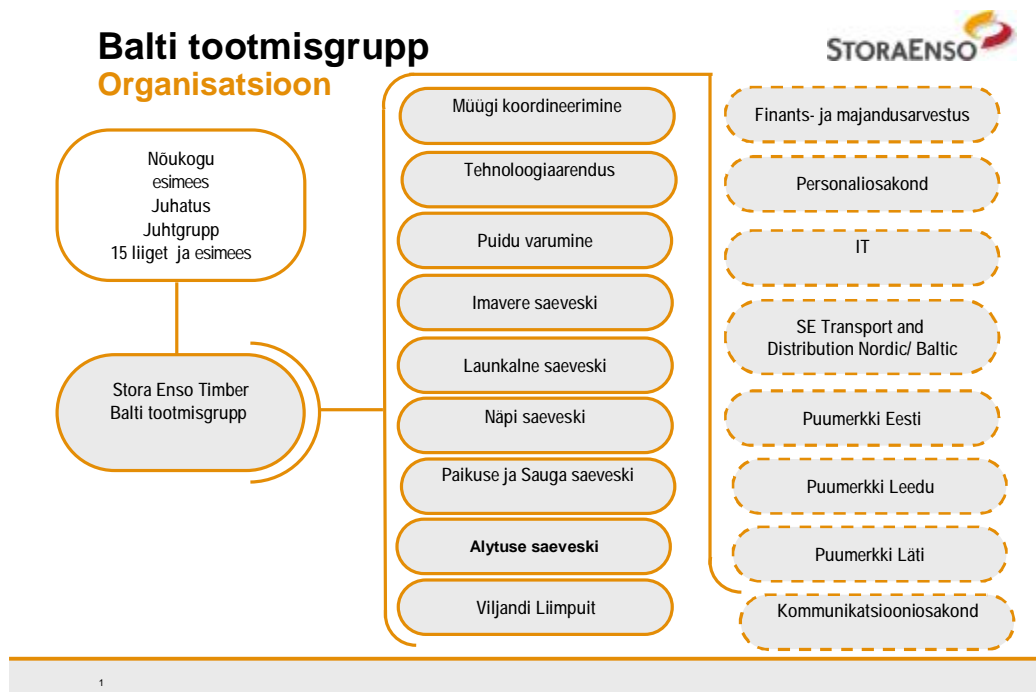 Balti tootmisgrupp
Organisatsioon
STORAENSO
Nõukogu
esimees
Juhatus
Juhtgrupp
15 liiget ja esimees
Stora Enso Timber
Balti tootmisgrupp
Müügi koordineerimine
Tehnoloogiaarendus
Puidu varumine
Imavere saeveski
Launkalne saeveski
Näpi saeveski
Paikuse ja Sauga saeveski
Alytuse saeveski
Viljandi Liimpuit
Finants- ja majandusarvestus
Personaliosakond
IT
SE Transport and
Distribution Nordic/ Baltic
Puumerkki Eesti
Puumerkki Leedu
Puumerkki Läti
Kommunikatsiooniosakond
1